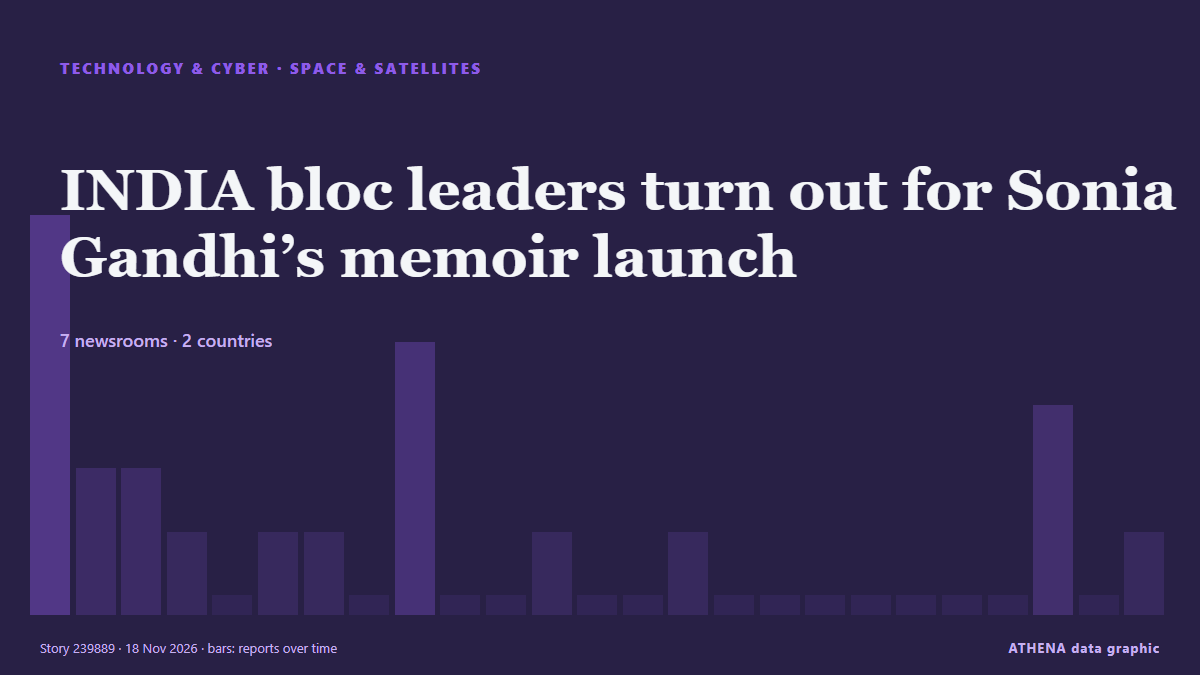 TECHNOLOGY & CYBER · SPACE & SATELLITES
INDIA bloc leaders turn out for Sonia
Gandhi’s memoir launch
7 newsrooms · 2 countries
Story 239889 · 18 Nov 2026 · bars: reports over time
ATHENA data graphic